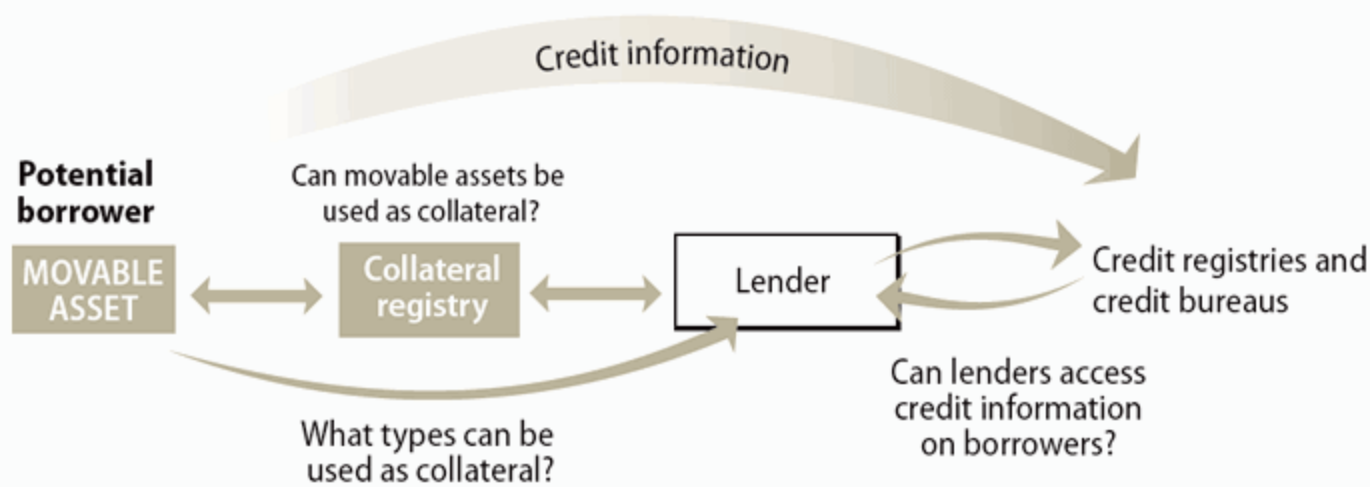 Credit information
Potential
borrower
Can movable assets be
used as collateral?
MOVABLE
ASSET
Collateral
registry
Lender
Credit registries and
credit bureaus
What types can be
used as collateral?
Can lenders access
credit information
on borrowers?